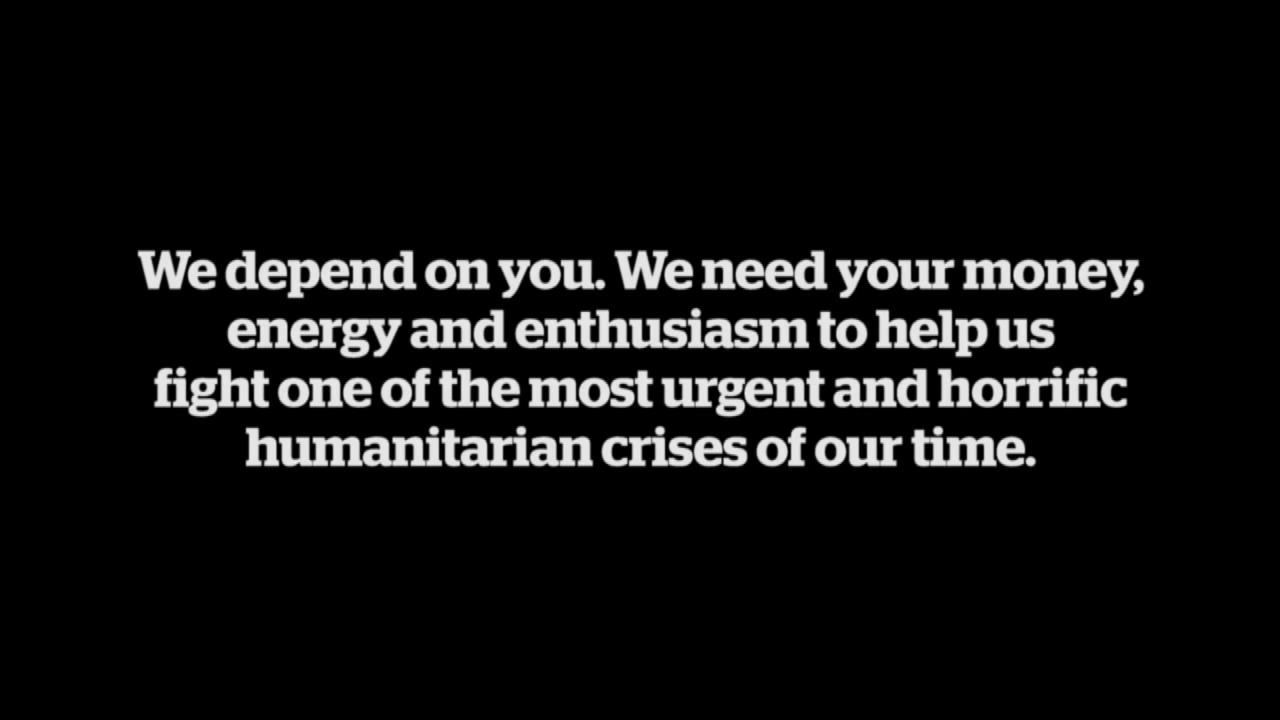 We depend on you. We need your money,
energy and enthusiasm to help us
fight one of the most urgent and horrific
humanitarian crises of our time.